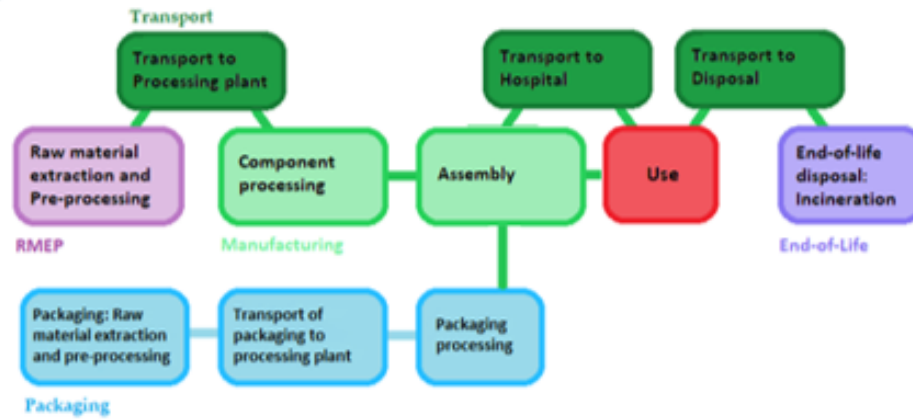 Transport
Transport to
Processing plant
Transport to
Hospital
Transport to
Disposal
Raw material
extraction and
Pre-processing
Component
processing
Assembly
Use
End-of-life
disposal:
Incineration
RMEP
Manufacturing
End-of-Life
Packaging: Raw
material extraction
and pre-processing
Transport of
packaging to
processing plant
Packaging
processing
Packaging